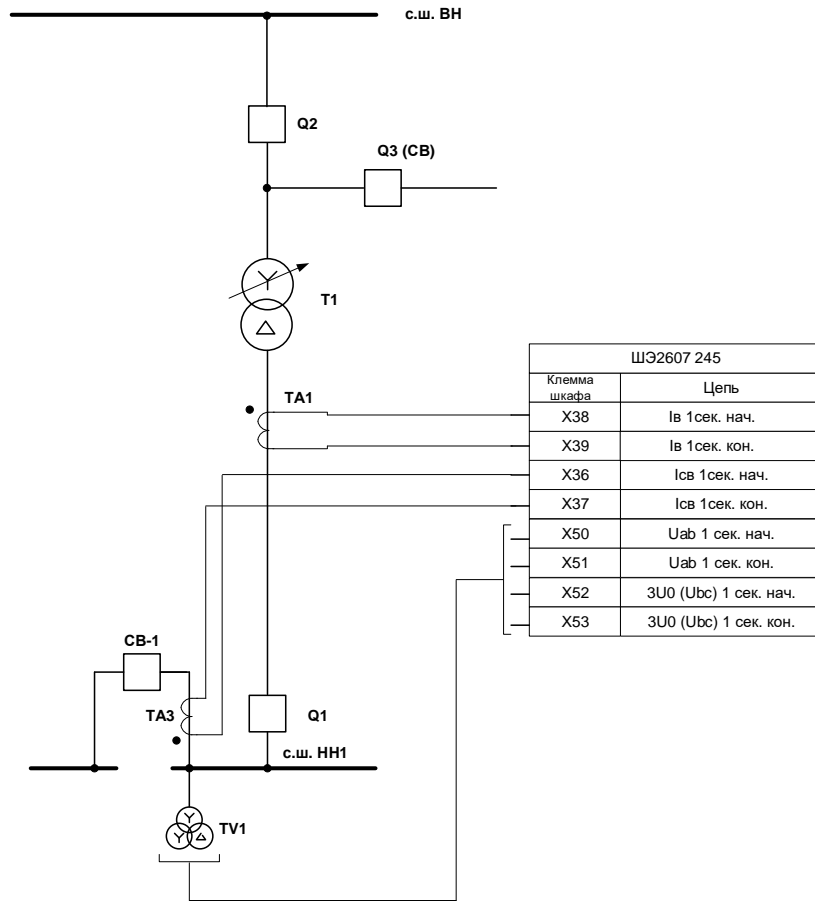 с.ш. ВН
Q2
Q3 (СВ)
T1
ТА1
ШЭ2607 245
Клемма шкафа
Цепь
X38 Iв 1сек. нач.
X39 Iв 1сек. кон.
X36 Iсв 1сек. нач.
X37 Iсв 1сек. кон.
X50 Uab 1 сек. нач.
X51 Uab 1 сек. кон.
X52 3U0 (Ubc) 1 сек. нач.
X53 3U0 (Ubc) 1 сек. кон.
СВ-1
ТА3
Q1
с.ш. НН1
TV1